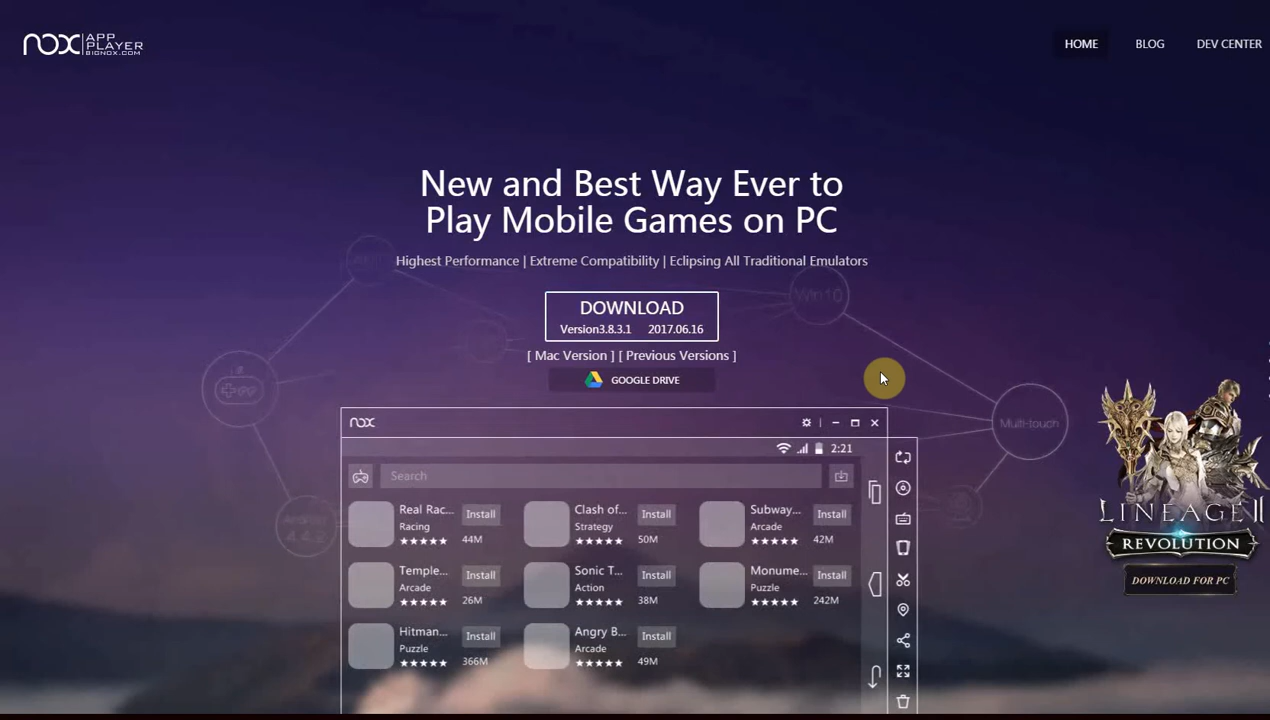 nox APP PLAYER BIGNOX.COM
HOME BLOG DEV CENTER
New and Best Way Ever to
Play Mobile Games on PC
Highest Performance | Extreme Compatibility | Eclipsing All Traditional Emulators
DOWNLOAD
Version3.8.3.1 2017.06.16
[ Mac Version ] [ Previous Versions ]
GOOGLE DRIVE
Win10
Multi-touch
nox
2:21
Search
Real Rac... Install
Racing
44M
Clash of... Install
Strategy
50M
Subway... Install
Arcade
42M
Temple... Install
Arcade
26M
Sonic T... Install
Action
38M
Monume... Install
Puzzle
242M
Hitman... Install
Puzzle
366M
Angry B... Install
Arcade
49M
LINEAGE II
REVOLUTION
DOWNLOAD FOR PC